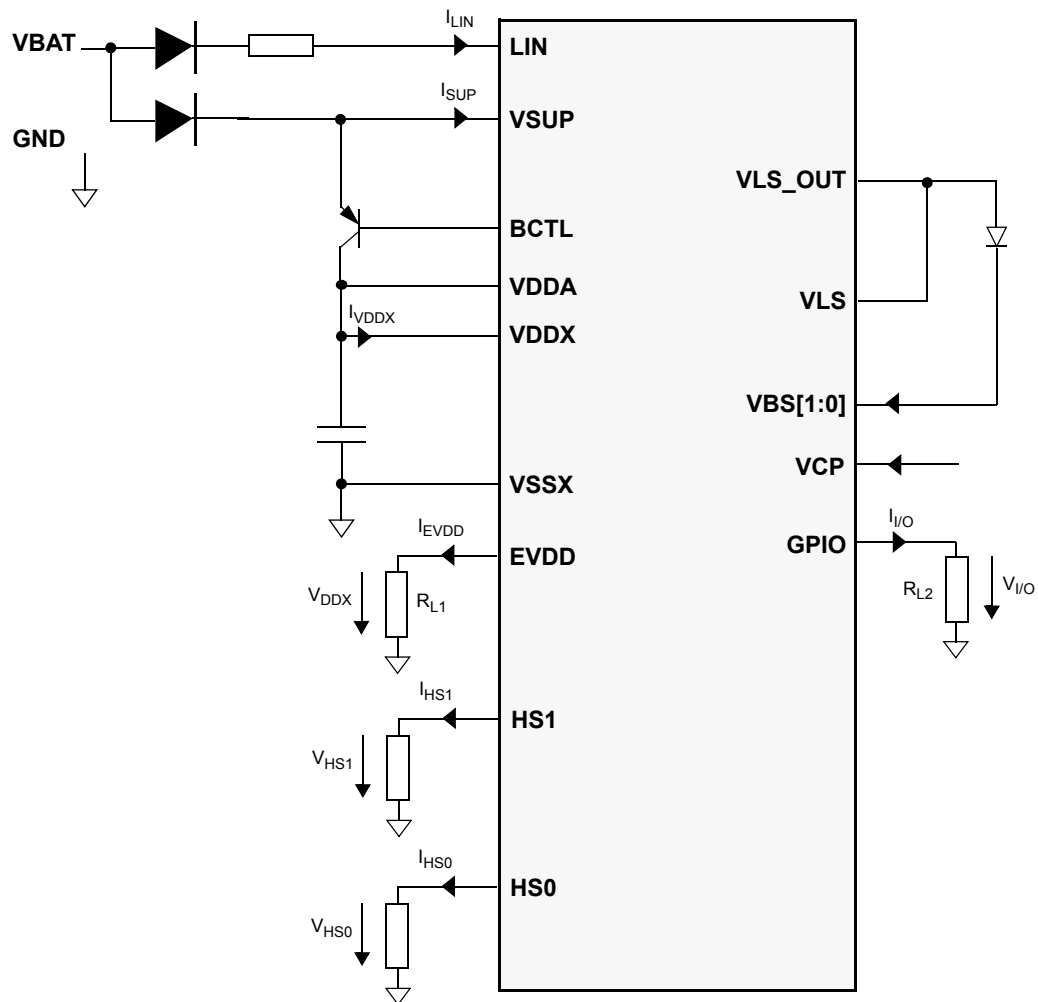 VBAT
I_LIN
LIN
I_SUP
VSUP
GND
VLS_OUT
BCTL
VDDA
VLS
I_VDDX
VDDX
VBS[1:0]
VCP
VSSX
I_EVDD
EVDD
I_I/O
GPIO
V_DDX
R_L1
R_L2
V_I/O
I_HS1
HS1
V_HS1
I_HS0
HS0
V_HS0